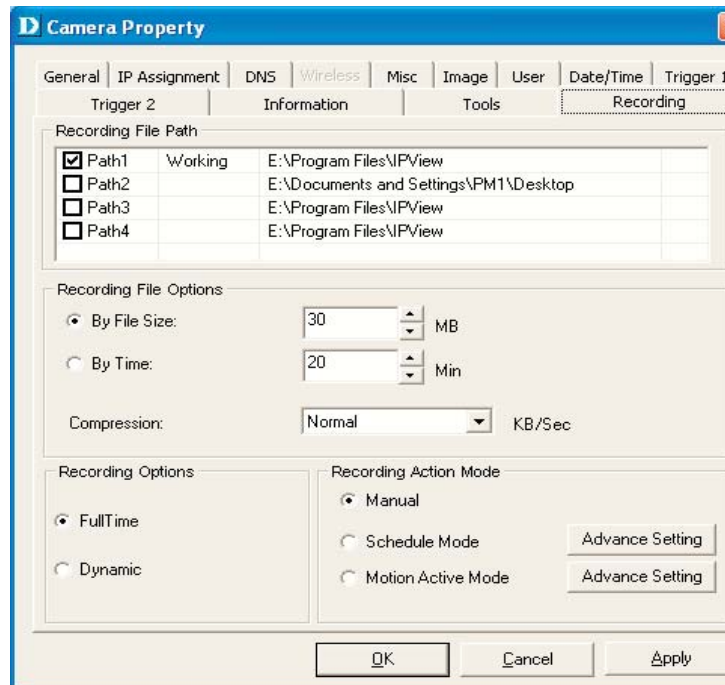 D Camera Property
General IP Assignment DNS Wireless Misc Image User Date/Time Trigger 1
Trigger 2 Information Tools Recording
Recording File Path
Path1 Working E:\Program Files\IPView
Path2 E:\Documents and Settings\PM1\Desktop
Path3 E:\Program Files\IPView
Path4 E:\Program Files\IPView
Recording File Options
By File Size: 30 MB
By Time: 20 Min
Compression: Normal KB/Sec
Recording Options
FullTime
Dynamic
Recording Action Mode
Manual
Schedule Mode Advance Setting
Motion Active Mode Advance Setting
OK Cancel Apply